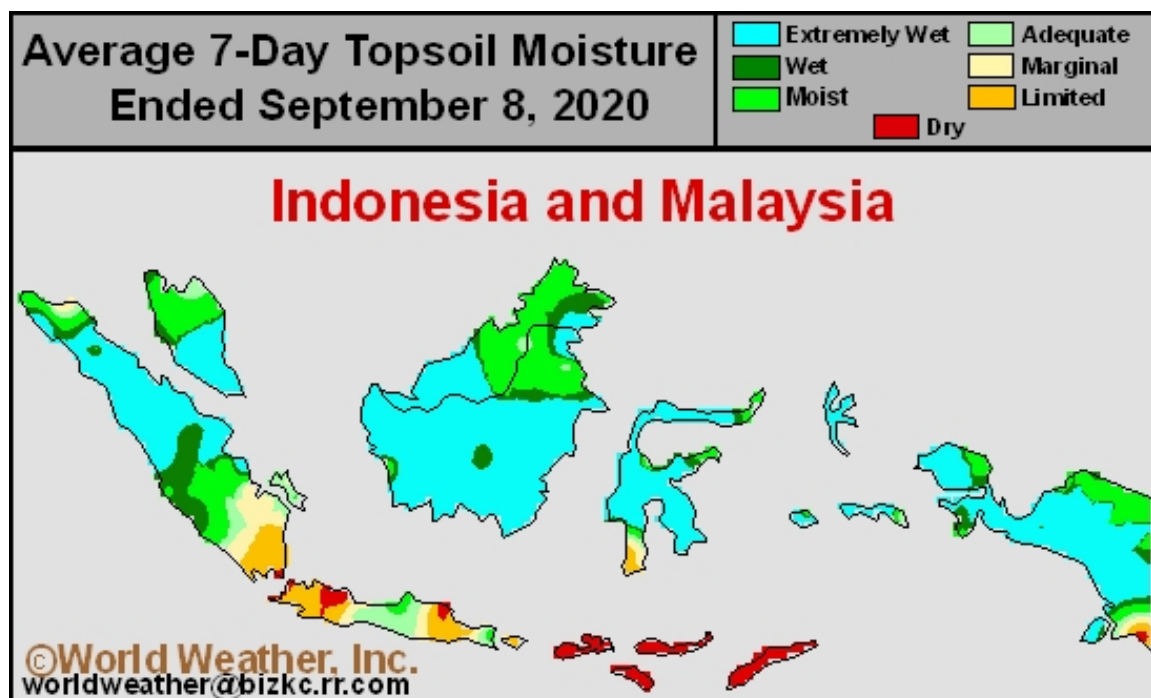 Average 7-Day Topsoil Moisture
Ended September 8, 2020
Extremely Wet
Adequate
Wet
Marginal
Moist
Limited
Dry
Indonesia and Malaysia
©World Weather, Inc.
worldweather@bizkc.rr.com